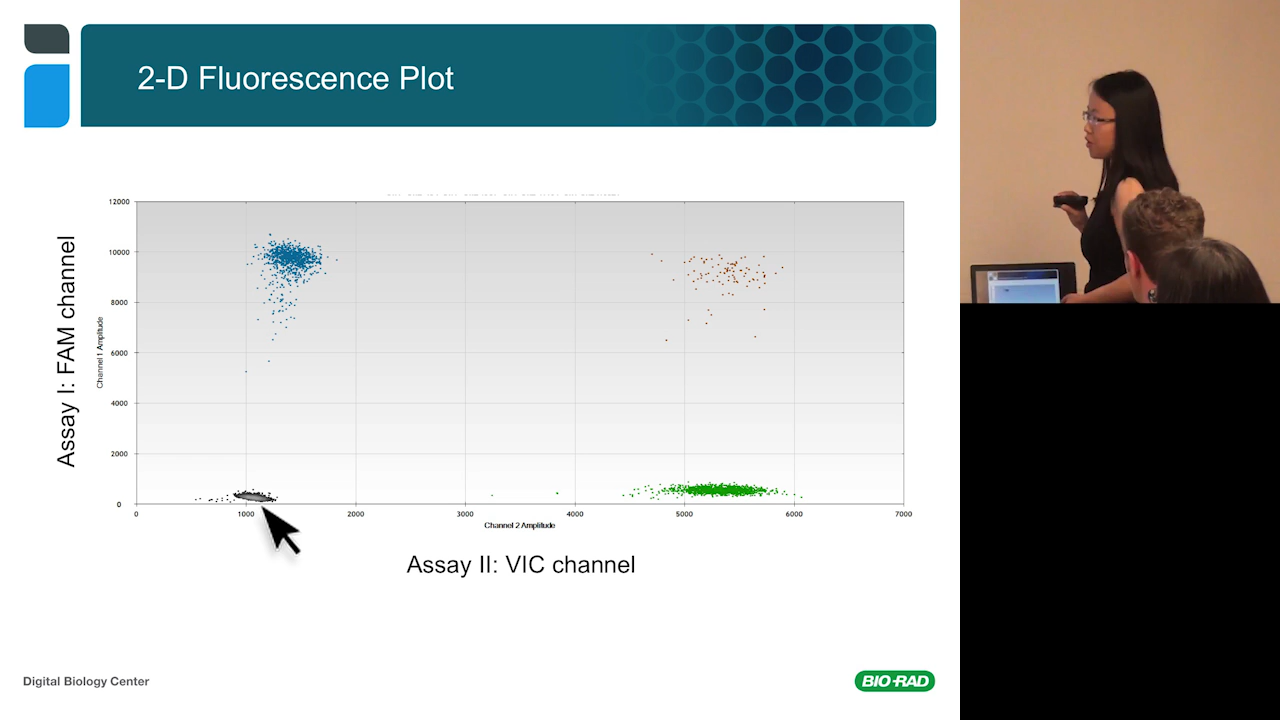 2-D Fluorescence Plot
Assay I: FAM channel
Channel 1 Amplitude
12000
10000
8000
6000
4000
2000
0
0 1000 2000 3000 4000 5000 6000 7000
Channel 2 Amplitude
Assay II: VIC channel
Digital Biology Center
BIO-RAD